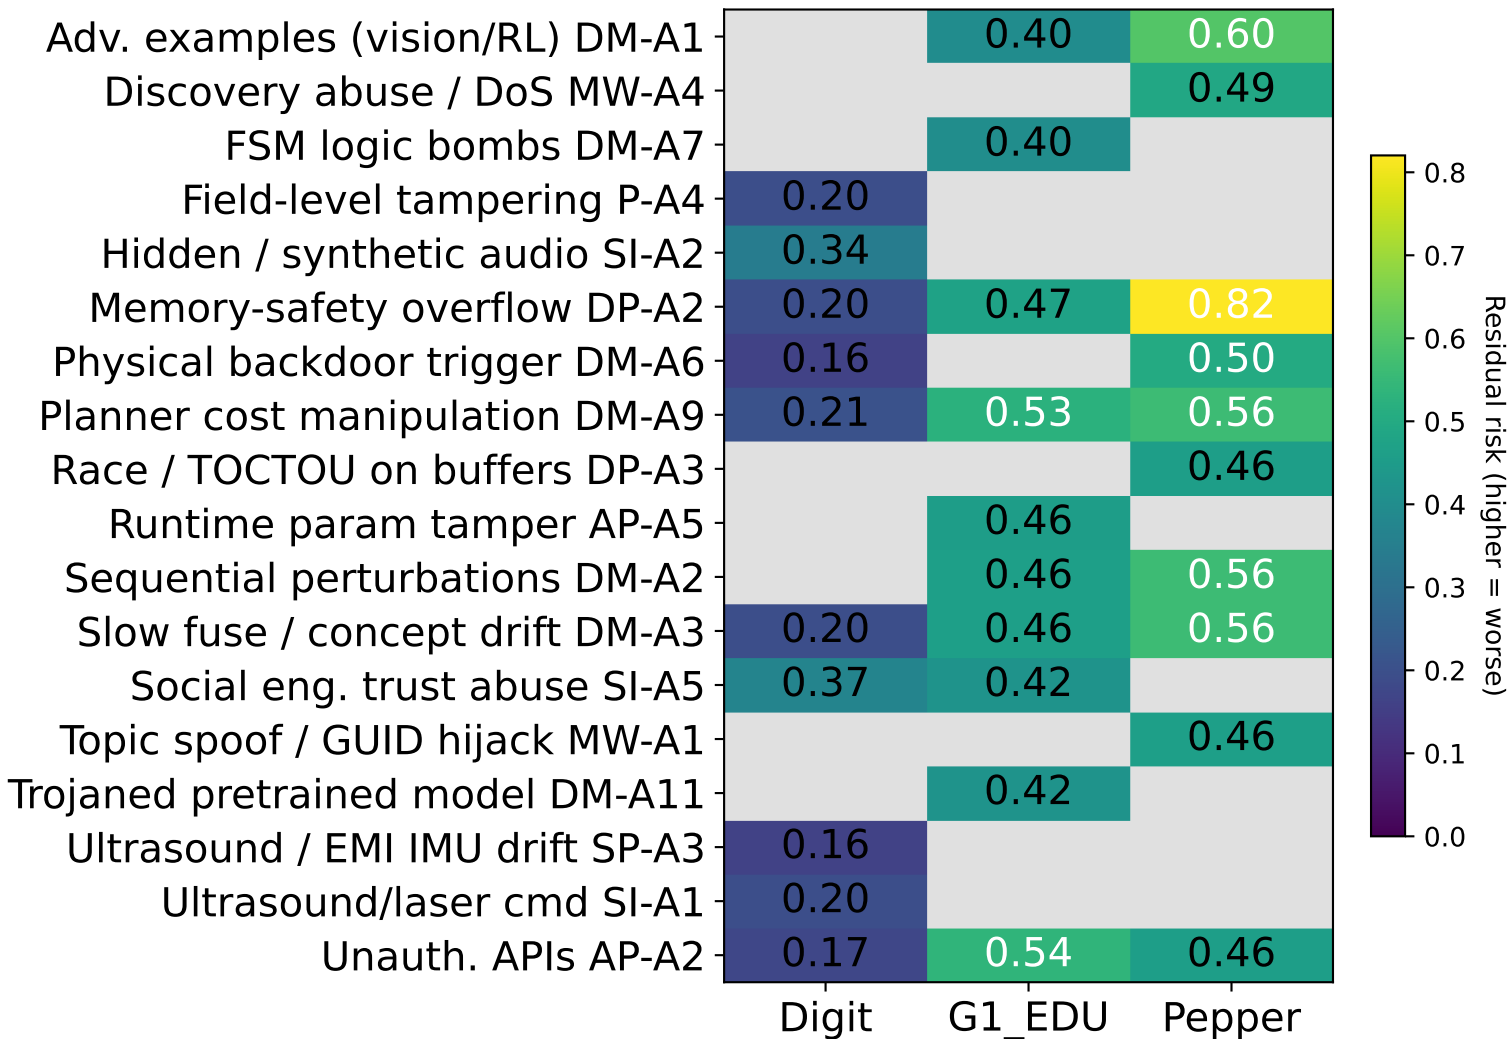 Adv. examples (vision/RL) DM-A1 0.40 0.60
Discovery abuse / DoS MW-A4 0.49
FSM logic bombs DM-A7 0.40
Field-level tampering P-A4 0.20
Hidden / synthetic audio SI-A2 0.34
Memory-safety overflow DP-A2 0.20 0.47 0.82
Physical backdoor trigger DM-A6 0.16 0.50
Planner cost manipulation DM-A9 0.21 0.53 0.56
Race / TOCTOU on buffers DP-A3 0.46
Runtime param tamper AP-A5 0.46
Sequential perturbations DM-A2 0.46 0.56
Slow fuse / concept drift DM-A3 0.20 0.46 0.56
Social eng. trust abuse SI-A5 0.37 0.42
Topic spoof / GUID hijack MW-A1 0.46
Trojaned pretrained model DM-A11 0.42
Ultrasound / EMI IMU drift SP-A3 0.16
Ultrasound/laser cmd SI-A1 0.20
Unauth. APIs AP-A2 0.17 0.54 0.46
Digit G1_EDU Pepper
0.8
0.7
0.6
0.5
0.4
0.3
0.2
0.1
0.0
Residual risk (higher = worse)